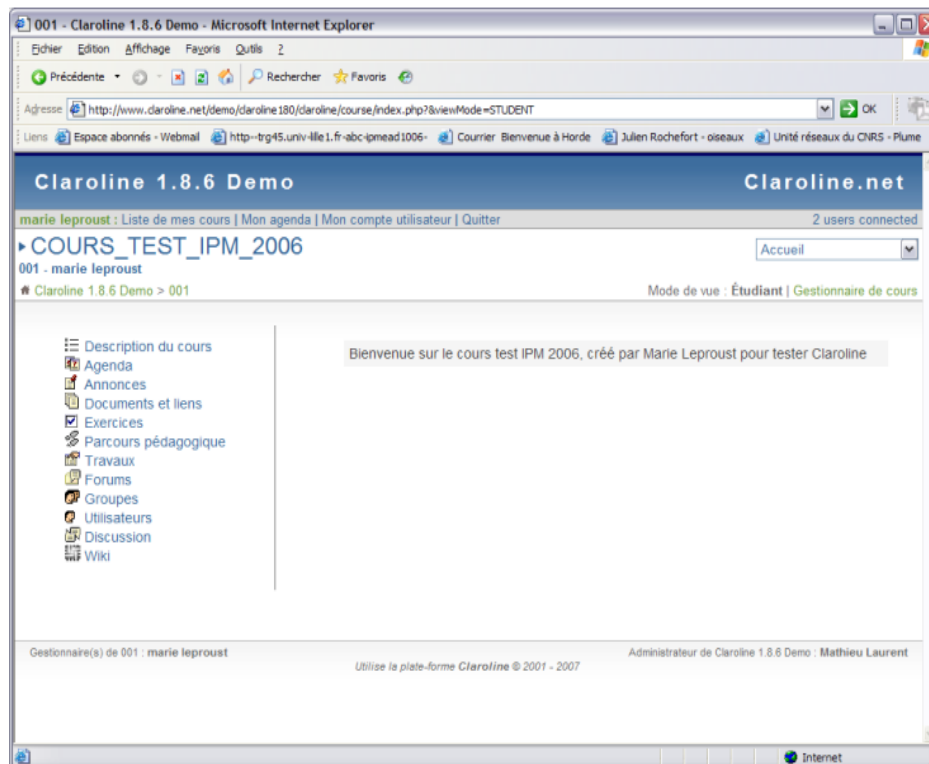 001 - Claroline 1.8.6 Demo - Microsoft Internet Explorer
Fichier Edition Affichage Favoris Outils ?
Précédente Rechercher Favoris
Adresse http://www.claroline.net/demo/claroline180/claroline/course/index.php?&viewMode=STUDENT OK
Liens Espace abonnés - Webmail http--trg45.univ-lille1.fr-abc-ipmead1006- Courrier Bienvenue à Horde Julien Rochefort - oiseaux Unité réseaux du CNRS - Plume
Claroline 1.8.6 Demo Claroline.net
marie leproust : Liste de mes cours | Mon agenda | Mon compte utilisateur | Quitter 2 users connected
COURS_TEST_IPM_2006 Accueil
001 - marie leproust
Claroline 1.8.6 Demo > 001 Mode de vue : Étudiant | Gestionnaire de cours
Description du cours
Bienvenue sur le cours test IPM 2006, créé par Marie Leproust pour tester Claroline
Agenda
Annonces
Documents et liens
Exercices
Parcours pédagogique
Travaux
Forums
Groupes
Utilisateurs
Discussion
Wiki
Gestionnaire(s) de 001 : marie leproust Administrateur de Claroline 1.8.6 Demo : Mathieu Laurent
Utilise la plate-forme Claroline © 2001 - 2007
Internet